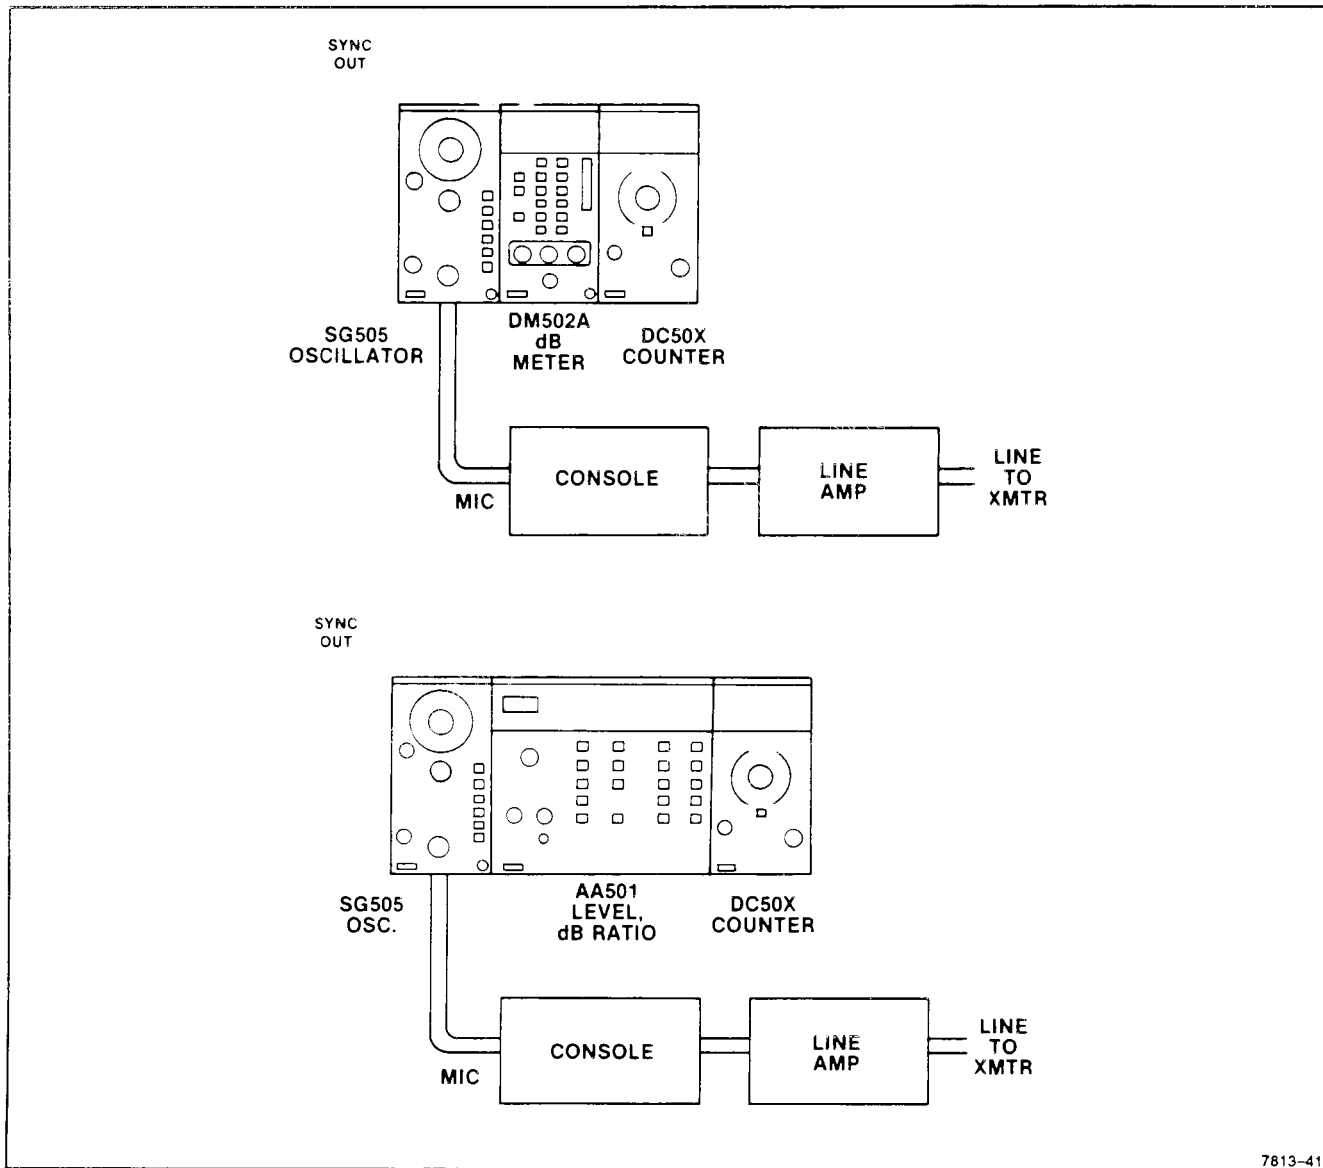 SYNC
OUT
SG505
OSCILLATOR
DM502A
dB
METER
DC50X
COUNTER
MIC
CONSOLE
LINE
AMP
LINE
TO
XMTR
SYNC
OUT
SG505
OSC.
AA501
LEVEL,
dB RATIO
DC50X
COUNTER
MIC
CONSOLE
LINE
AMP
LINE
TO
XMTR
7813-41